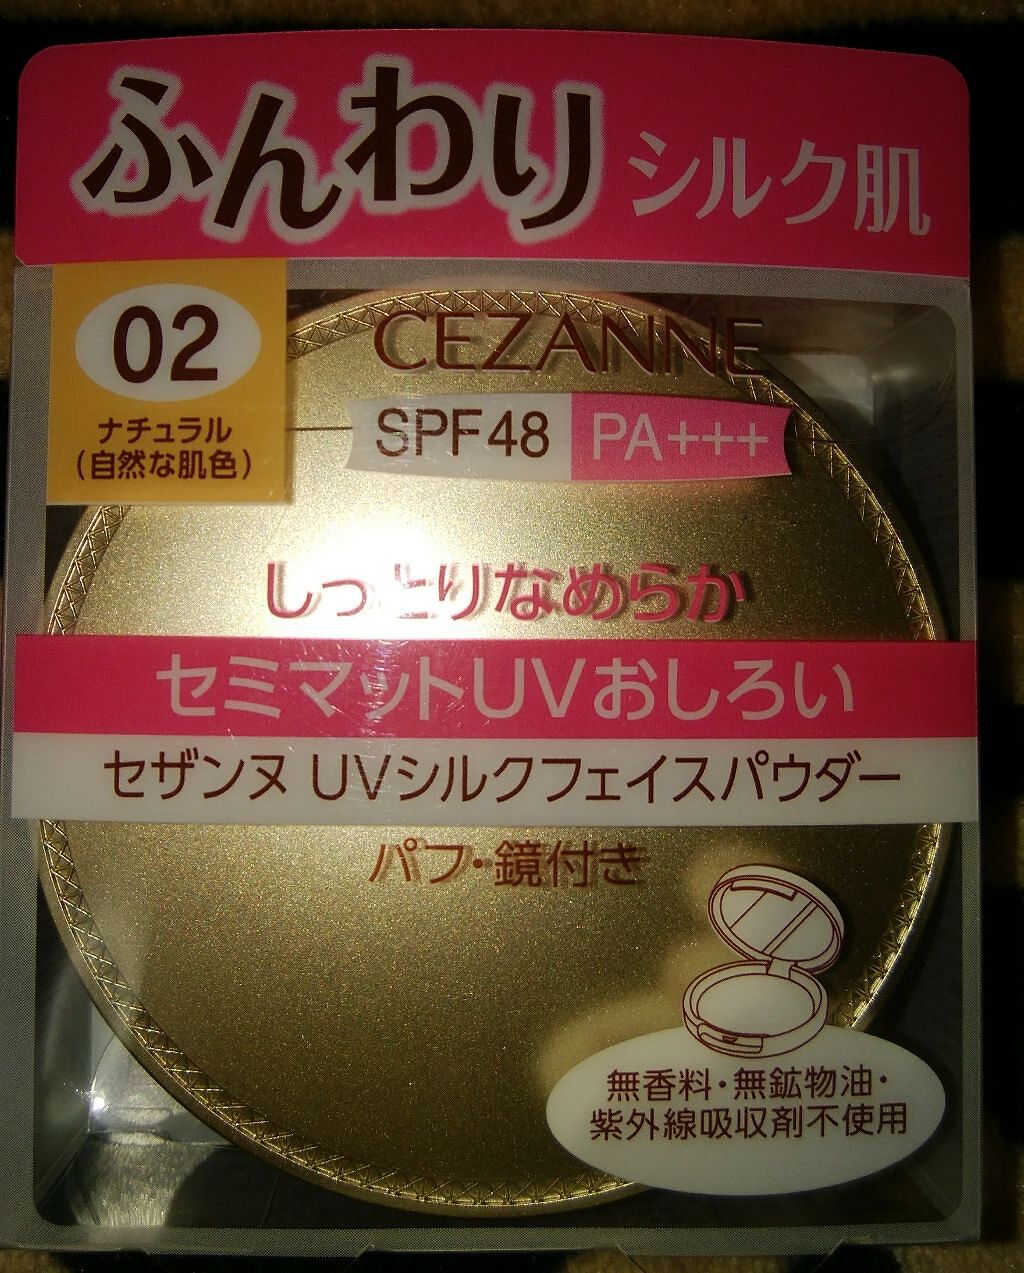 ふんわり シルク肌
02
ナチュラル
(自然な肌色)
CEZANNE
SPF48 PA+++
しっとりなめらか
セミマットUVおしろい
セザンヌ UVシルクフェイスパウダー
パフ・鏡付き
無香料・無鉱物油・
紫外線吸収剤不使用